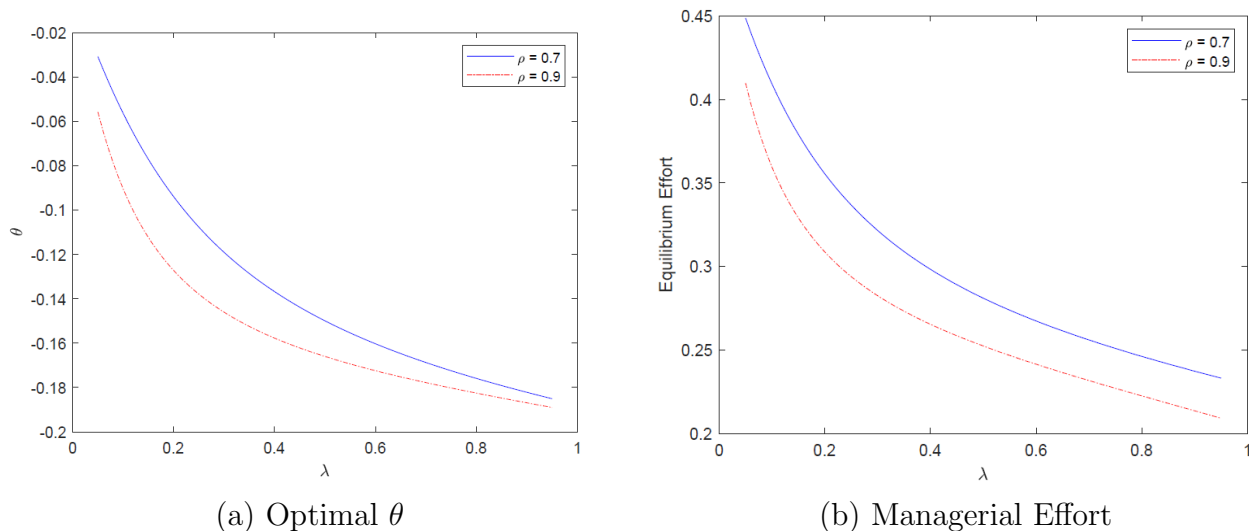 -0.02
-0.04
-0.06
-0.08
-0.1
-0.12
-0.14
-0.16
-0.18
-0.2
θ
0
0.2
0.4
0.6
0.8
1
λ
ρ = 0.7
ρ = 0.9
(a) Optimal θ
0.45
0.4
0.35
0.3
0.25
0.2
Equilibrium Effort
0
0.2
0.4
0.6
0.8
1
λ
ρ = 0.7
ρ = 0.9
(b) Managerial Effort